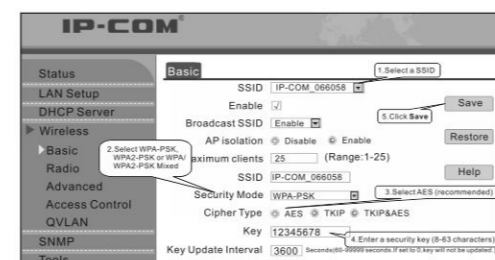 IP-COM®
Status
LAN Setup
DHCP Server
Wireless
Basic
Radio
Advanced
Access Control
QVLAN
SNMP
Tools
Basic
1.Select a SSID
SSID IP-COM_066058
Enable
5.Click Save
Save
Broadcast SSID Enable
AP isolation Disable Enable
Restore
2.Select WPA-PSK,
WPA2-PSK or WPA/
WPA2-PSK Mixed
aximum clients 25 (Range:1-25)
SSID IP-COM_066058
Help
Security Mode WPA-PSK
3.Select AES (recommended)
Cipher Type AES TKIP TKIP&AES
Key 12345678
4.Enter a security key (8-63 characters)
Key Update Interval 3600 Seconds(60-99999 seconds.If set to 0,key will not be updated.)